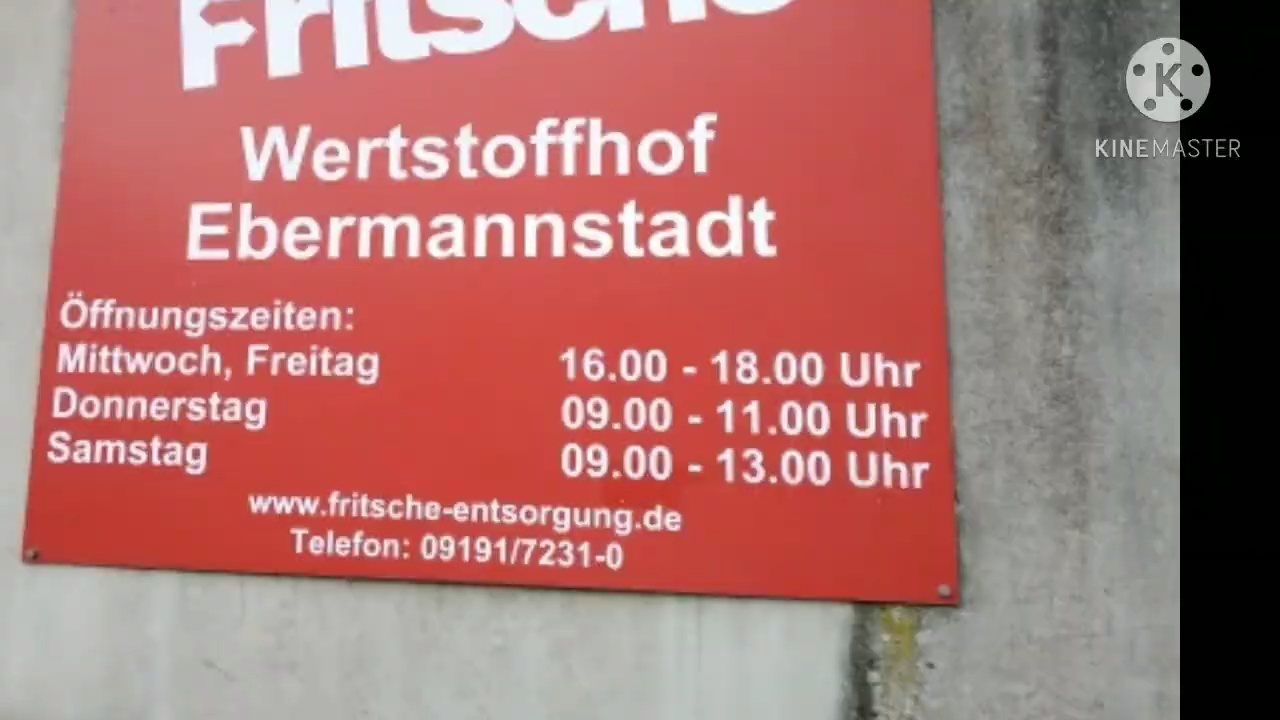 Fritsche
Wertstoffhof
Ebermannstadt
Öffnungszeiten:
Mittwoch, Freitag 16.00 - 18.00 Uhr
Donnerstag 09.00 - 11.00 Uhr
Samstag 09.00 - 13.00 Uhr
www.fritsche-entsorgung.de
Telefon: 09191/7231-0
K
KINEMASTER